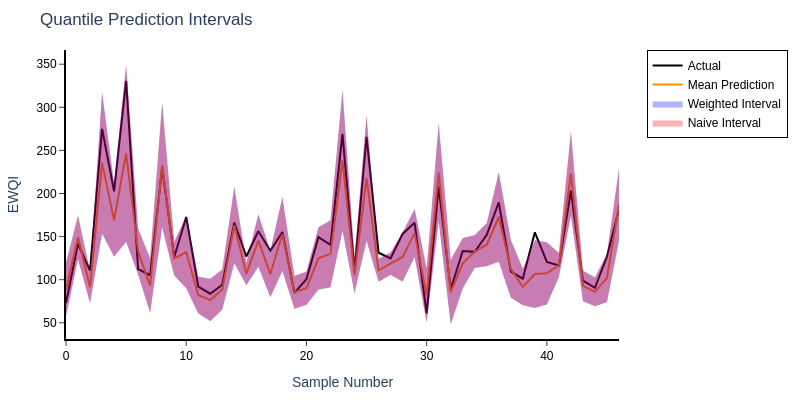 Quantile Prediction Intervals
350
300
250
200
150
100
50
EWQI
0
10
20
30
40
Sample Number
Actual
Mean Prediction
Weighted Interval
Naive Interval